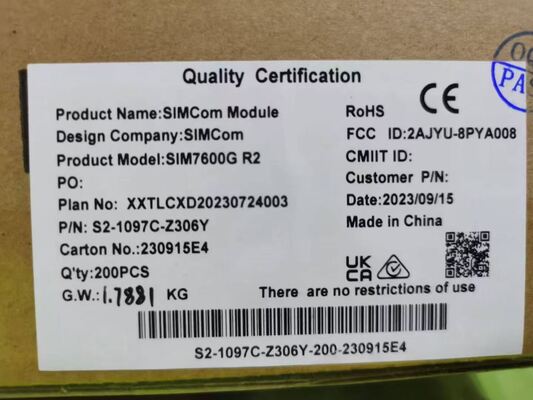 Quality Certification
Product Name:SIMCom Module
RoHS
CE
Design Company:SIMCom
FCC ID:2AJYU-8PYA008
Product Model:SIM7600G R2
CMIIT ID:
PO:
Customer P/N:
Plan No: XXTLCXD20230724003
Date:2023/09/15
P/N: S2-1097C-Z306Y
Made in China
Carton No.:230915E4
Q'ty:200PCS
UK
CA
G.W.:1.7881 KG
There are no restrictions of use
S2-1097C-Z306Y-200-230915E4